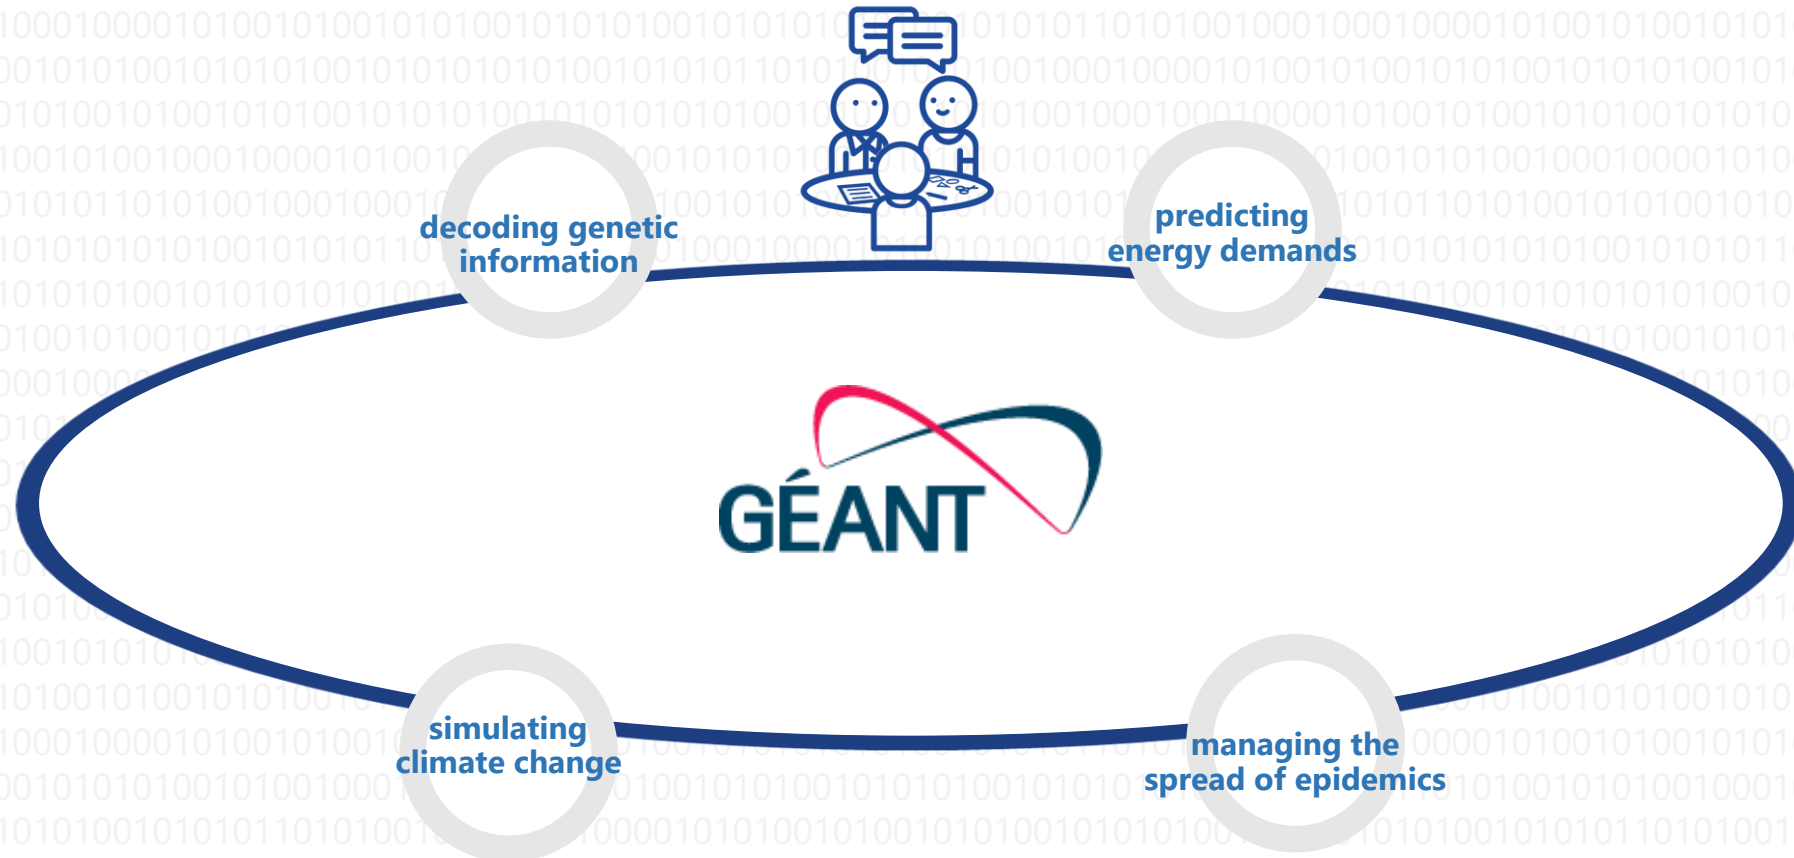 decoding genetic
information
predicting
energy demands
GÉANT
simulating
climate change
managing the
spread of epidemics